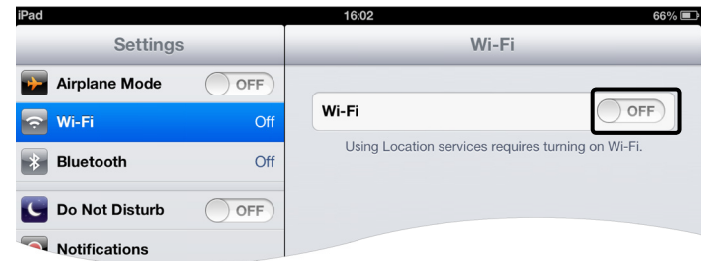 iPad 16:02 66%
Settings
Wi-Fi
Airplane Mode OFF
Wi-Fi Off
Bluetooth Off
Do Not Disturb OFF
Notifications
Wi-Fi OFF
Using Location services requires turning on Wi-Fi.